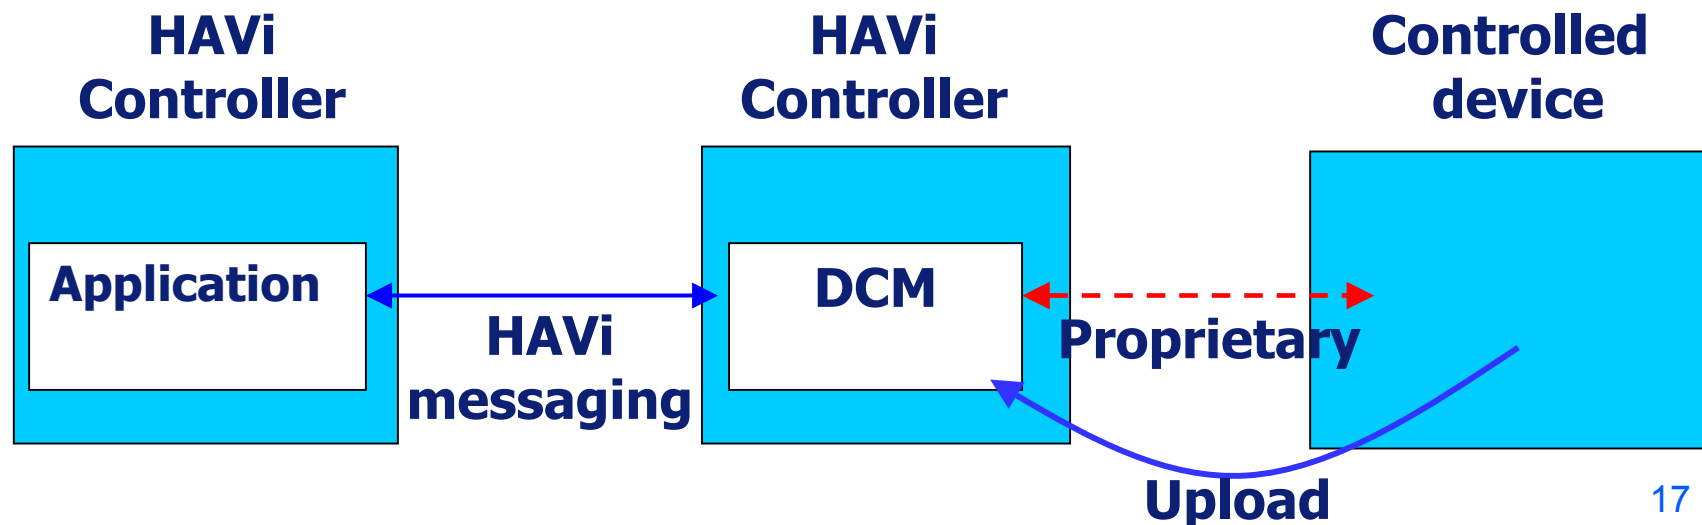 HAVi
Controller
HAVi
Controller
Controlled
device
Application
HAVi
messaging
DCM
Proprietary
Upload
17